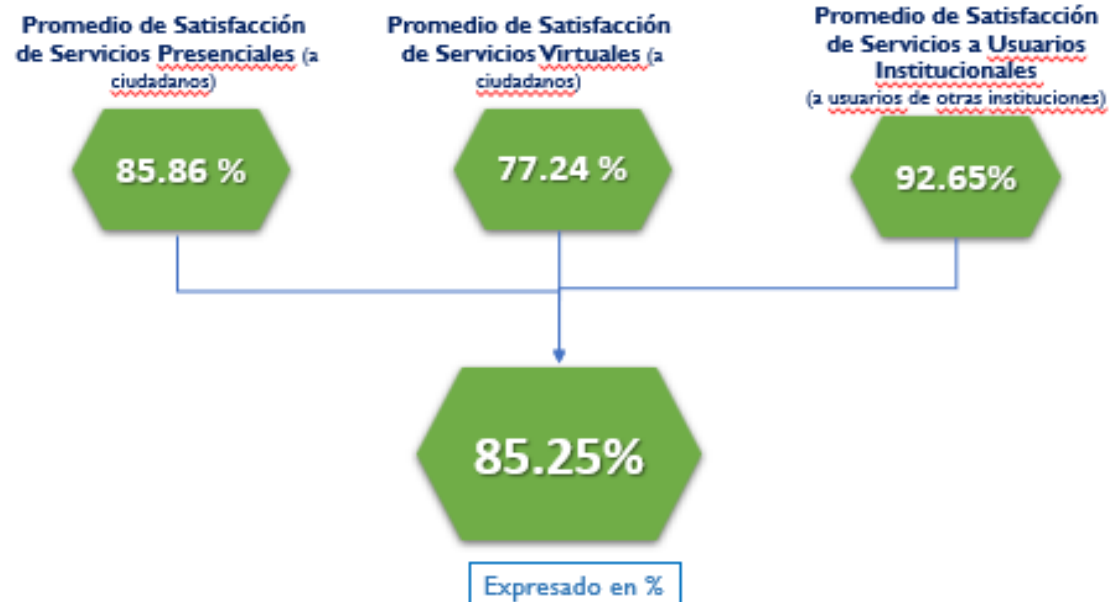 Promedio de Satisfacción
de Servicios Presenciales (a
ciudadanos)
85.86 %
Promedio de Satisfacción
de Servicios Virtuales (a
ciudadanos)
77.24 %
Promedio de Satisfacción
de Servicios a Usuarios
Institucionales
(a usuarios de otras instituciones)
92.65%
85.25%
Expresado en %